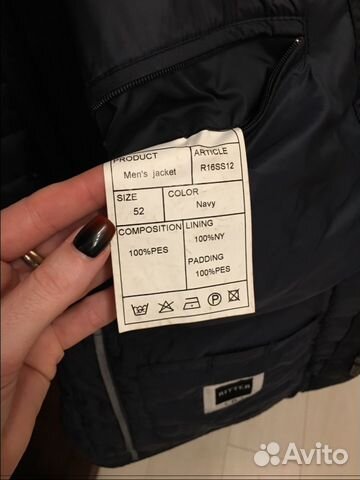 PRODUCT ARTICLE
Men's jacket R16SS12
SIZE COLOR
52 Navy
COMPOSITION LINING
100%PES 100%NY
PADDING
100%PES
P
RITTER
Avito